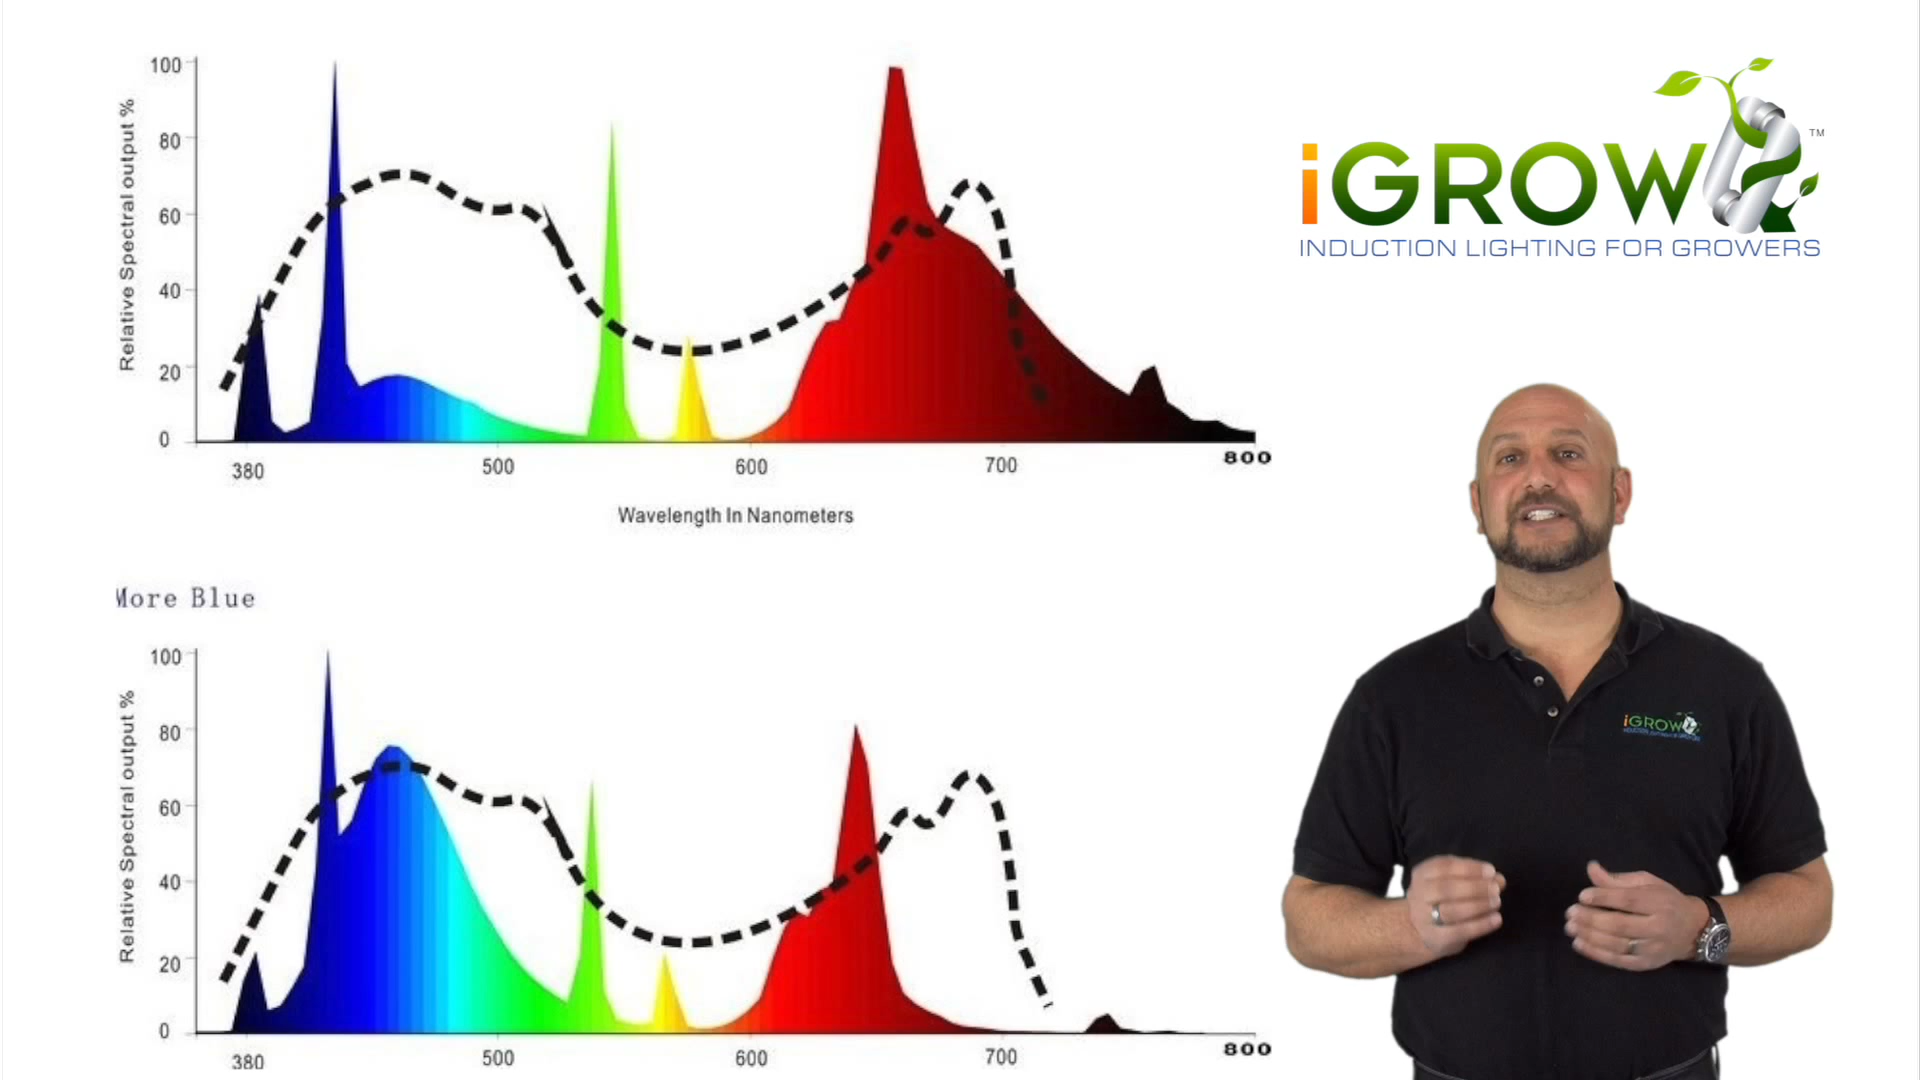 100
80
60
40
20
0
Relative Spectral output %
380
500
600
700
800
Wavelength In Nanometers
More Blue
100
80
60
40
20
0
Relative Spectral output %
380
500
600
700
800
iGROW
TM
INDUCTION LIGHTING FOR GROWERS
iGROW